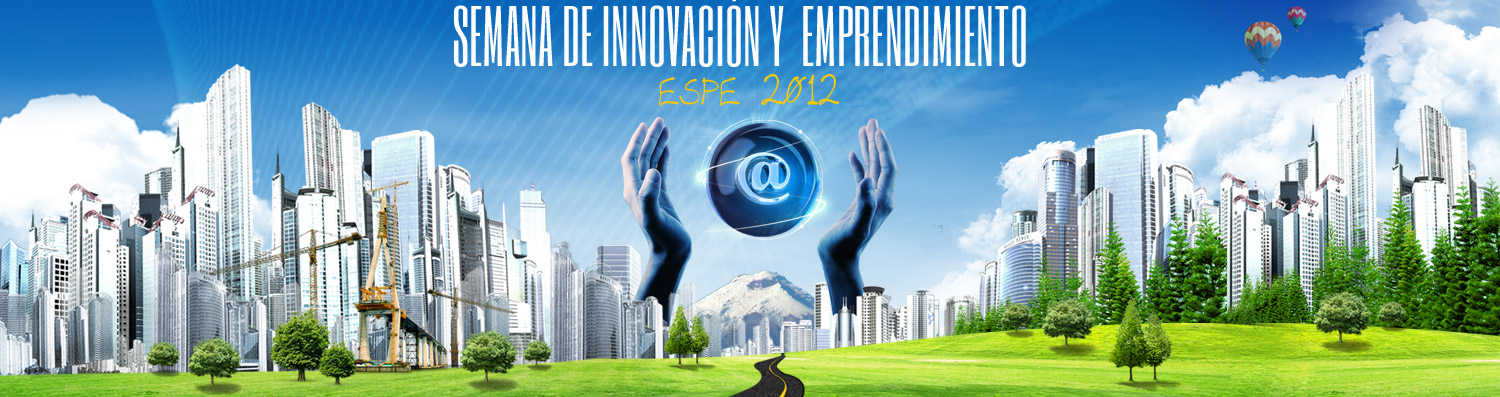 SEMANA DE INNOVACIÓN Y EMPRENDIMIENTO
ESPE 2012
@